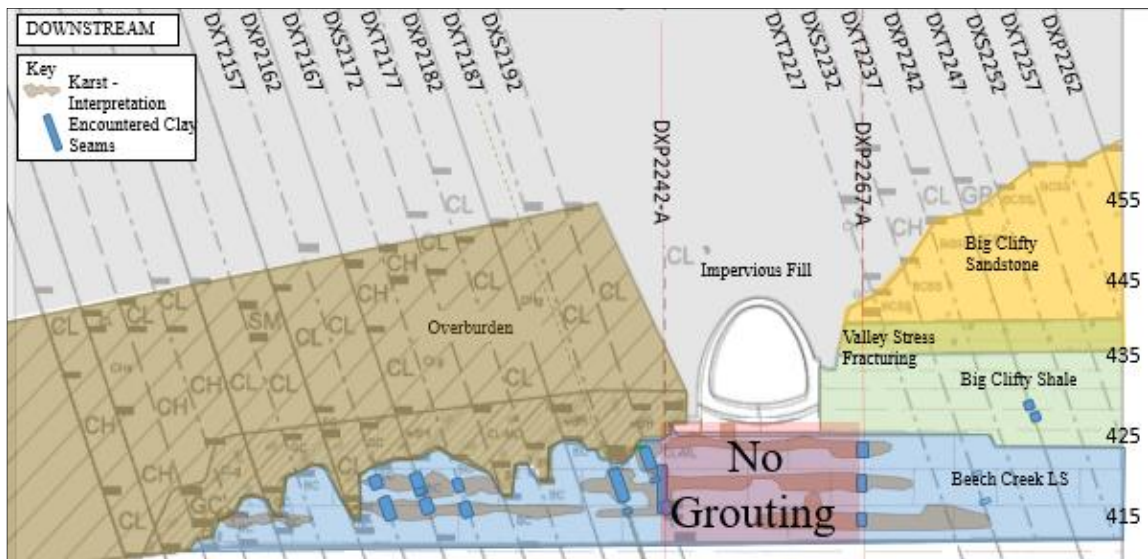 DOWNSTREAM
Key
Karst -
Interpretation
Encountered Clay
Seams
DXT2157
DXP2162
DXT2167
DXS2172
DXT2177
DXP2182
DXT2187
DXS2192
DXP2242-A
DXT2227
DXS2232
DXT2237
DXP2242
DXT2247
DXS2252
DXT2257
DXP2262
DXP2267-A
455
445
435
425
415
CL
CL
CL
CL
CL
CL
CH
CL
GP
CH
Impervious Fill
Big Clifty
Sandstone
Overburden
CH
SM
CL
CL
CL
CL
CL
CL
CH
CL
CL
CH
CH
CL
GC
Valley Stress
Fracturing
Big Clifty Shale
No
Grouting
Beech Creek LS